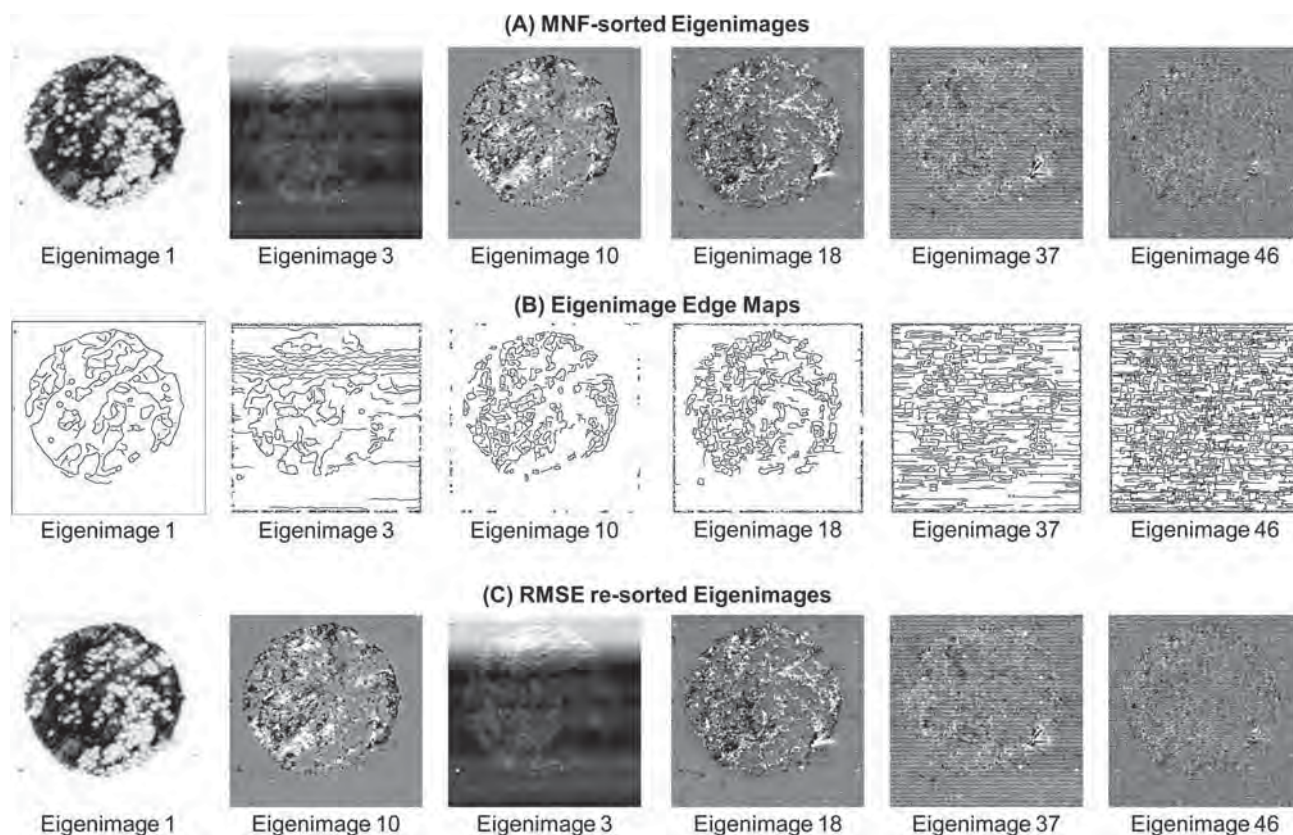 (A) MNF-sorted Eigenimages
Eigenimage 1 Eigenimage 3 Eigenimage 10 Eigenimage 18 Eigenimage 37 Eigenimage 46
(B) Eigenimage Edge Maps
Eigenimage 1 Eigenimage 3 Eigenimage 10 Eigenimage 18 Eigenimage 37 Eigenimage 46
(C) RMSE re-sorted Eigenimages
Eigenimage 1 Eigenimage 10 Eigenimage 3 Eigenimage 18 Eigenimage 37 Eigenimage 46